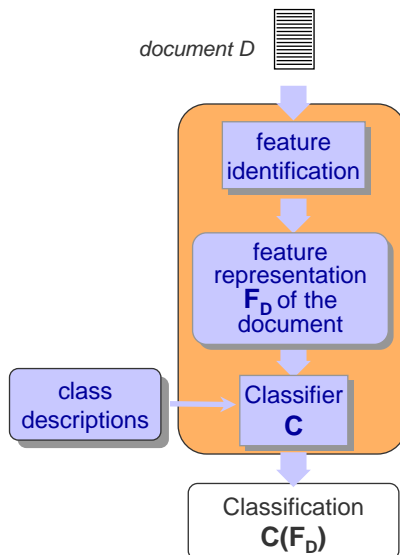 document D
feature
identification
feature
representation
F_D of the
document
class
descriptions
Classifier
C
Classification
C(F_D)